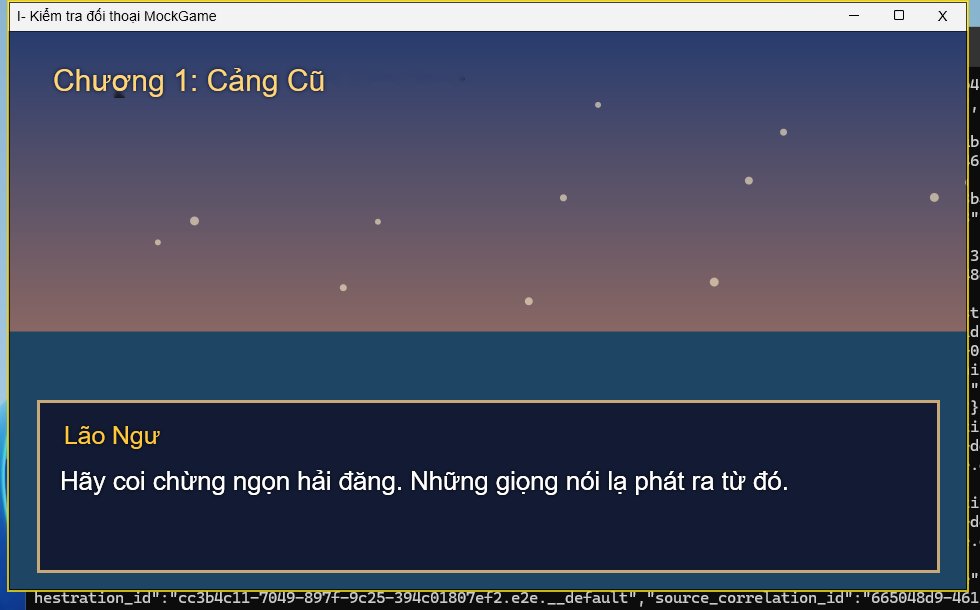 I- Kiểm tra đối thoại MockGame
Chương 1: Cảng Cũ
Lão Ngư
Hãy coi chừng ngọn hải đăng. Những giọng nói lạ phát ra từ đó.
hestration_id":"cc3b4c11-7049-897f-9c25-394c01807ef2.e2e.__default","source_correlation_id":"665048d9-461